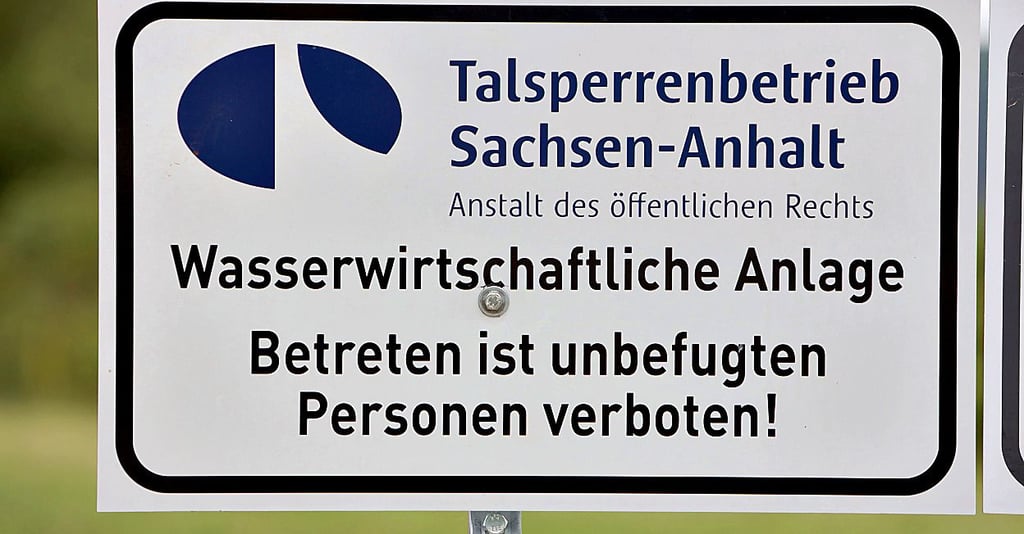 Talsperrenbetrieb
Sachsen-Anhalt
Anstalt des öffentlichen Rechts
Wasserwirtschaftliche Anlage
Betreten ist unbefugten
Personen verboten!